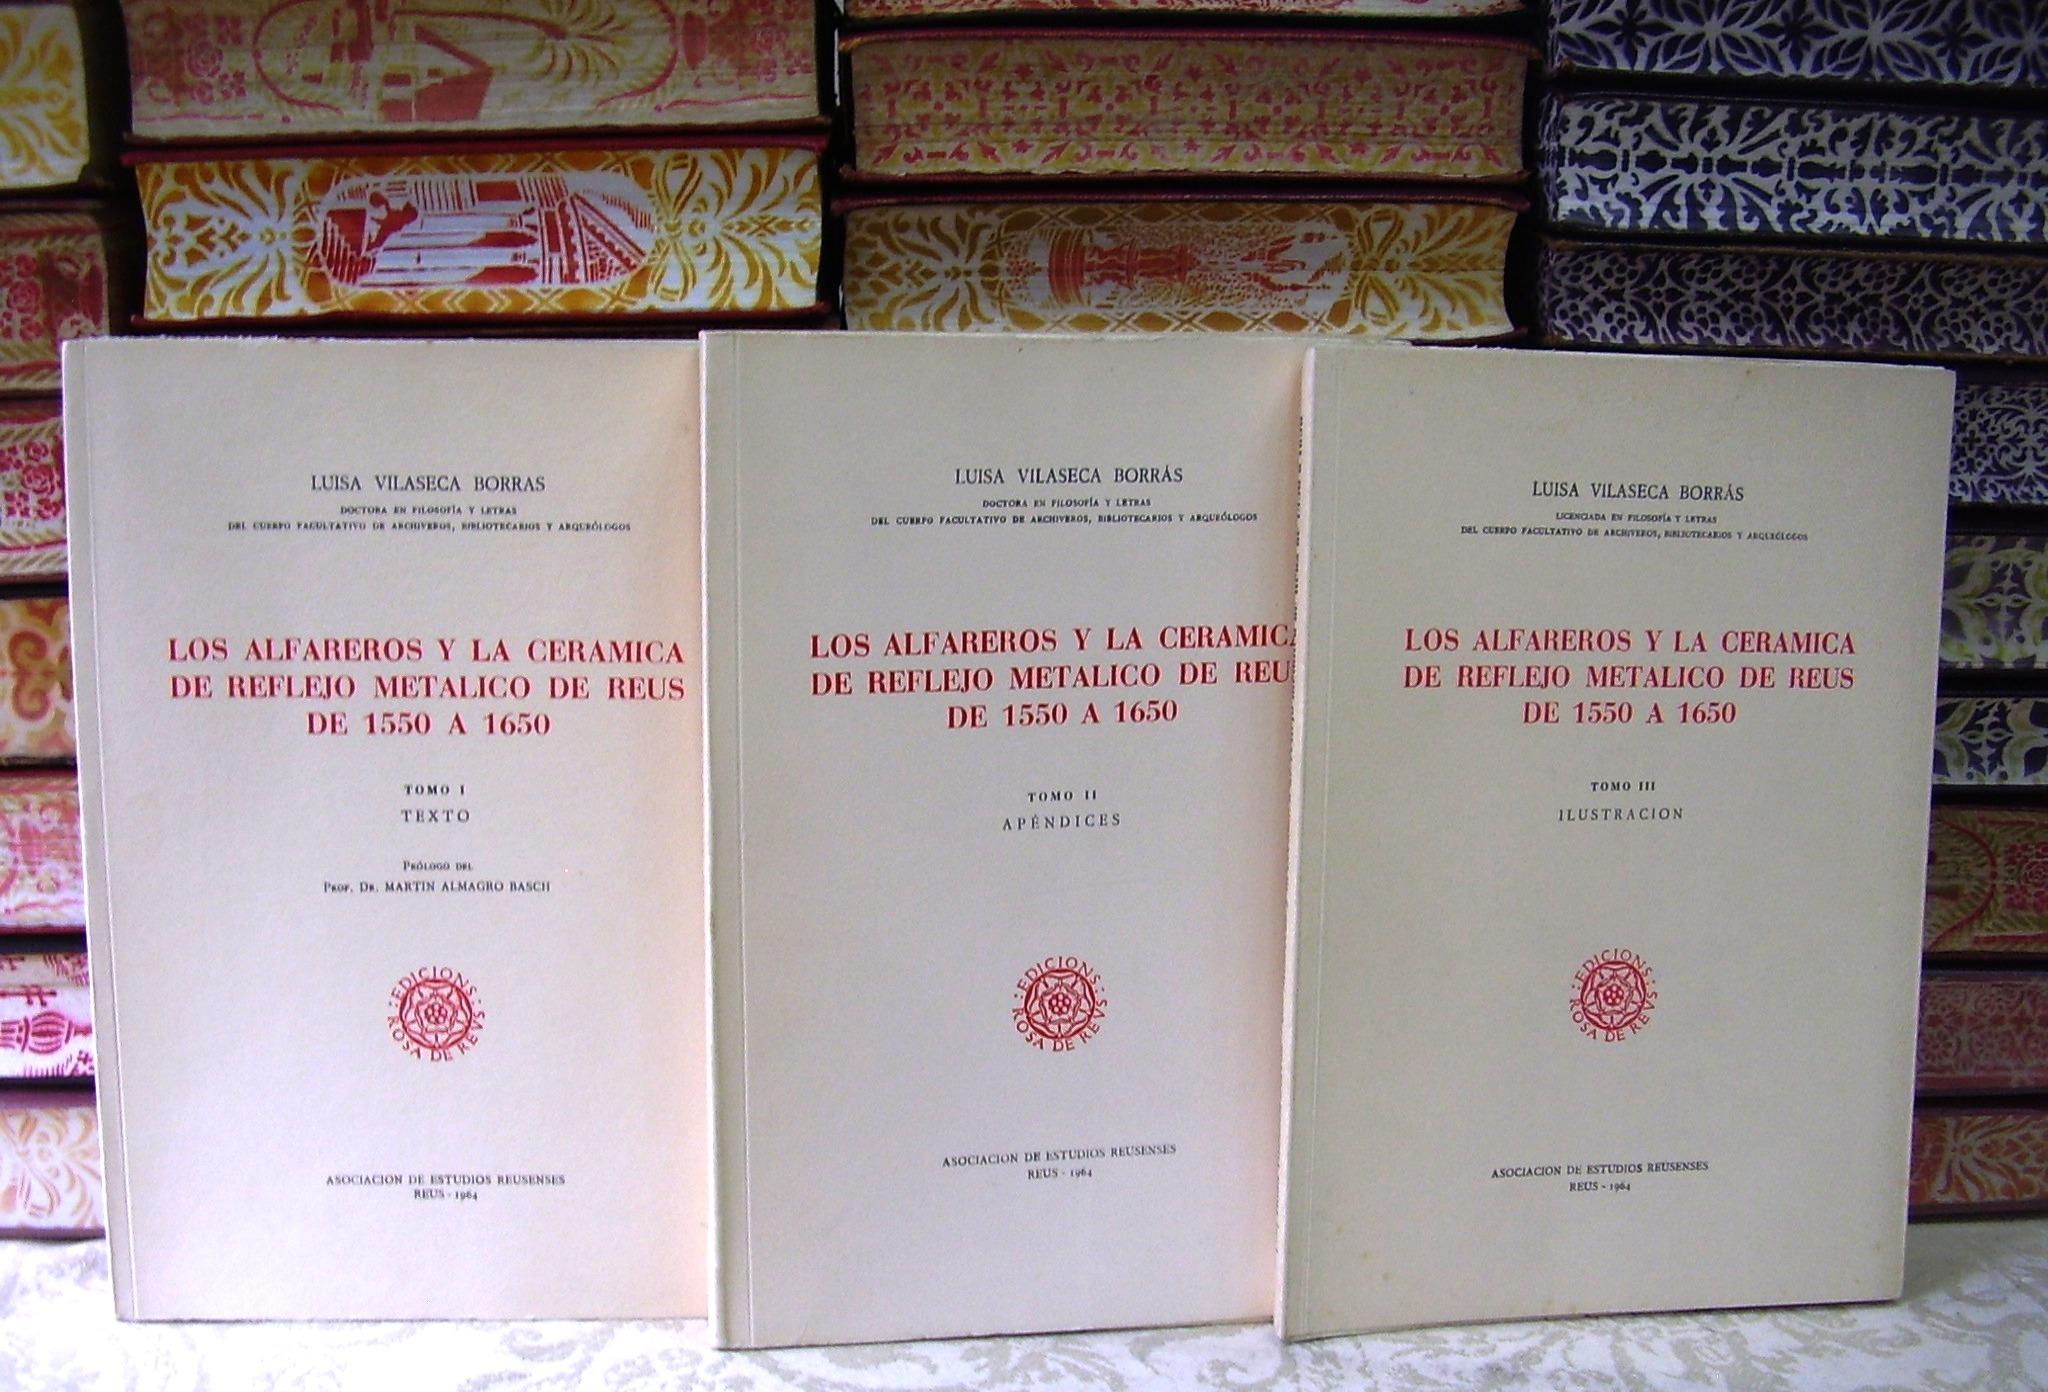 LUISA VILASECA BORRAS
DOCTORA EN FILOSOFÍA Y LETRAS
DEL CUERPO FACULTATIVO DE ARCHIVEROS, BIBLIOTECARIOS Y ARQUEÓLOGOS
LOS ALFAREROS Y LA CERAMICA
DE REFLEJO METALICO DE REUS
DE 1550 A 1650
TOMO I
TEXTO
PRÓLOGO DEL
PROF. DR. MARTIN ALMAGRO BASCH
EDICIONS
ROSA DE REVS
ASOCIACION DE ESTUDIOS REUSENSES
REUS - 1964
LUISA VILASECA BORRÁS
DOCTORA EN FILOSOFÍA Y LETRAS
DEL CUERPO FACULTATIVO DE ARCHIVEROS, BIBLIOTECARIOS Y ARQUEÓLOGOS
LOS ALFAREROS Y LA CERAMICA
DE REFLEJO METALICO DE REU
DE 1550 A 1650
TOMO II
APÉNDICES
EDICIONS
ROSA DE REVS
ASOCIACION DE ESTUDIOS REUSENSES
REUS - 1964
LUISA VILASECA BORRÁS
LICENCIADA EN FILOSOFÍA Y LETRAS
DEL CUERPO FACULTATIVO DE ARCHIVEROS, BIBLIOTECARIOS Y ARQUEÓLOGOS
LOS ALFAREROS Y LA CERAMICA
DE REFLEJO METALICO DE REUS
DE 1550 A 1650
TOMO III
ILUSTRACION
EDICIONS
ROSA DE REVS
ASOCIACION DE ESTUDIOS REUSENSES
REUS - 1964